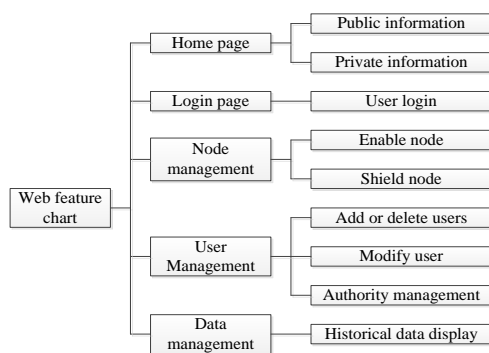 Web feature
chart
Home page
Public information
Private information
Login page
User login
Node
management
Enable node
Shield node
User
Management
Add or delete users
Modify user
Authority management
Data
management
Historical data display